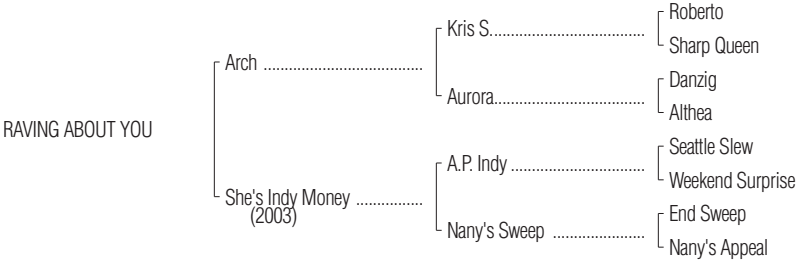 Roberto
Kris S.
Sharp Queen
Arch
Danzig
Aurora
Althea
RAVING ABOUT YOU
Seattle Slew
A.P. Indy
Weekend Surprise
She's Indy Money
(2003)
End Sweep
Nany's Sweep
Nany's Appeal